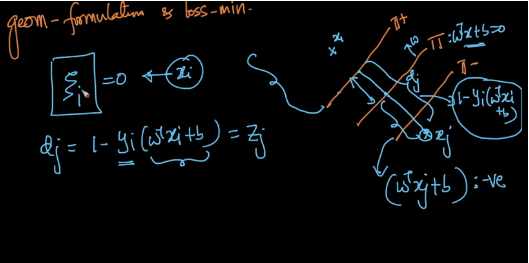 geom-formulation & loss-min.
ξi = 0 ← xi
dj = 1 - yi(wᵀxi+b) = Zj
xi
π+
w
π: wᵀx+b=0
π-
dj
1-yi(wᵀxi+b)
xj
(wᵀxj+b): -ve